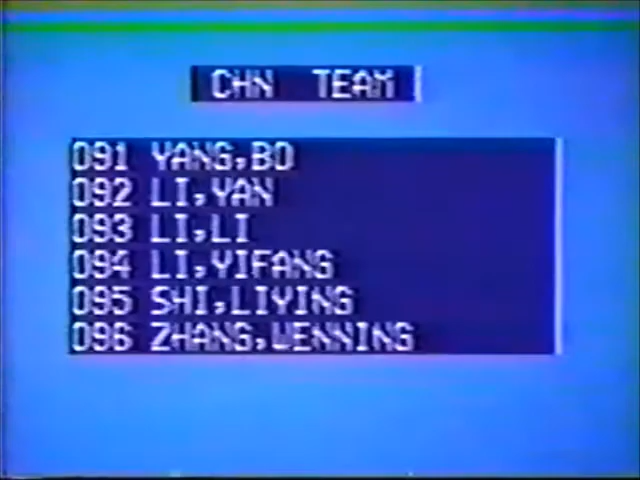 CHN TEAM
091 YANG,BO
092 LI,YAN
093 LI,LI
094 LI,YIFANG
095 SHI,LIYING
096 ZHANG,WENNING